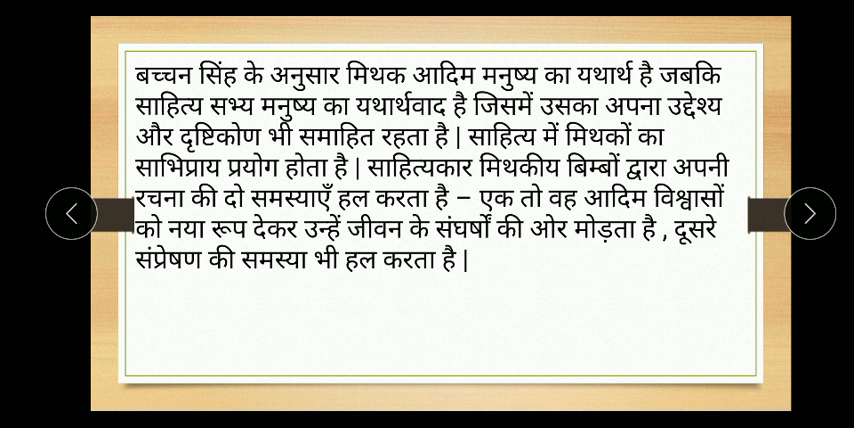 बच्चन सिंह के अनुसार मिथक आदिम मनुष्य का यथार्थ है जबकि
साहित्य सभ्य मनुष्य का यथार्थवाद है जिसमें उसका अपना उद्देश्य
और दृष्टिकोण भी समाहित रहता है | साहित्य में मिथकों का
साभिप्राय प्रयोग होता है | साहित्यकार मिथकीय बिम्बों द्वारा अपनी
रचना की दो समस्याएँ हल करता है – एक तो वह आदिम विश्वासों
को नया रूप देकर उन्हें जीवन के संघर्षों की ओर मोड़ता है , दूसरे
संप्रेषण की समस्या भी हल करता है |